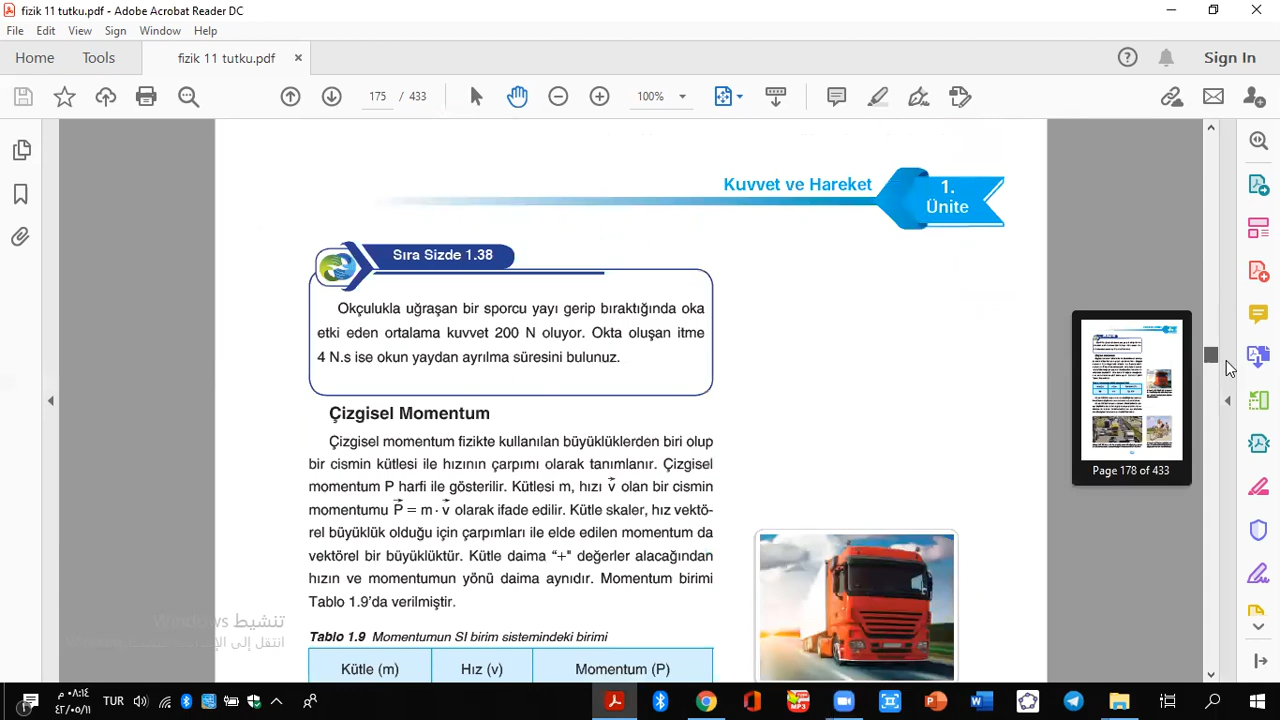 fizik 11 tutku.pdf - Adobe Acrobat Reader DC
File Edit View Sign Window Help
Home Tools fizik 11 tutku.pdf × Sign In
175 / 433 100%
Kuvvet ve Hareket
1.
Ünite
Sıra Sizde 1.38
Okçulukla uğraşan bir sporcu yayı gerip bıraktığında oka
etki eden ortalama kuvvet 200 N oluyor. Okta oluşan itme
4 N.s ise okun yaydan ayrılma süresini bulunuz.
Çizgisel Momentum
Çizgisel momentum fizikte kullanılan büyüklüklerden biri olup
bir cismin kütlesi ile hızının çarpımı olarak tanımlanır. Çizgisel
momentum P harfi ile gösterilir. Kütlesi m, hızı v⃗ olan bir cismin
momentumu P⃗ = m · v⃗ olarak ifade edilir. Kütle skaler, hız vektö-
rel büyüklük olduğu için çarpımları ile elde edilen momentum da
vektörel bir büyüklüktür. Kütle daima "+" değerler alacağından
hızın ve momentumun yönü daima aynıdır. Momentum birimi
Tablo 1.9'da verilmiştir.
Tablo 1.9 Momentumun SI birim sistemindeki birimi
Kütle (m) Hız (v) Momentum (P)
Page 178 of 433
تنشيط Windows
انتقل إلى
TUR
٠٨:١٤ م
٤٢/٠٥/١١